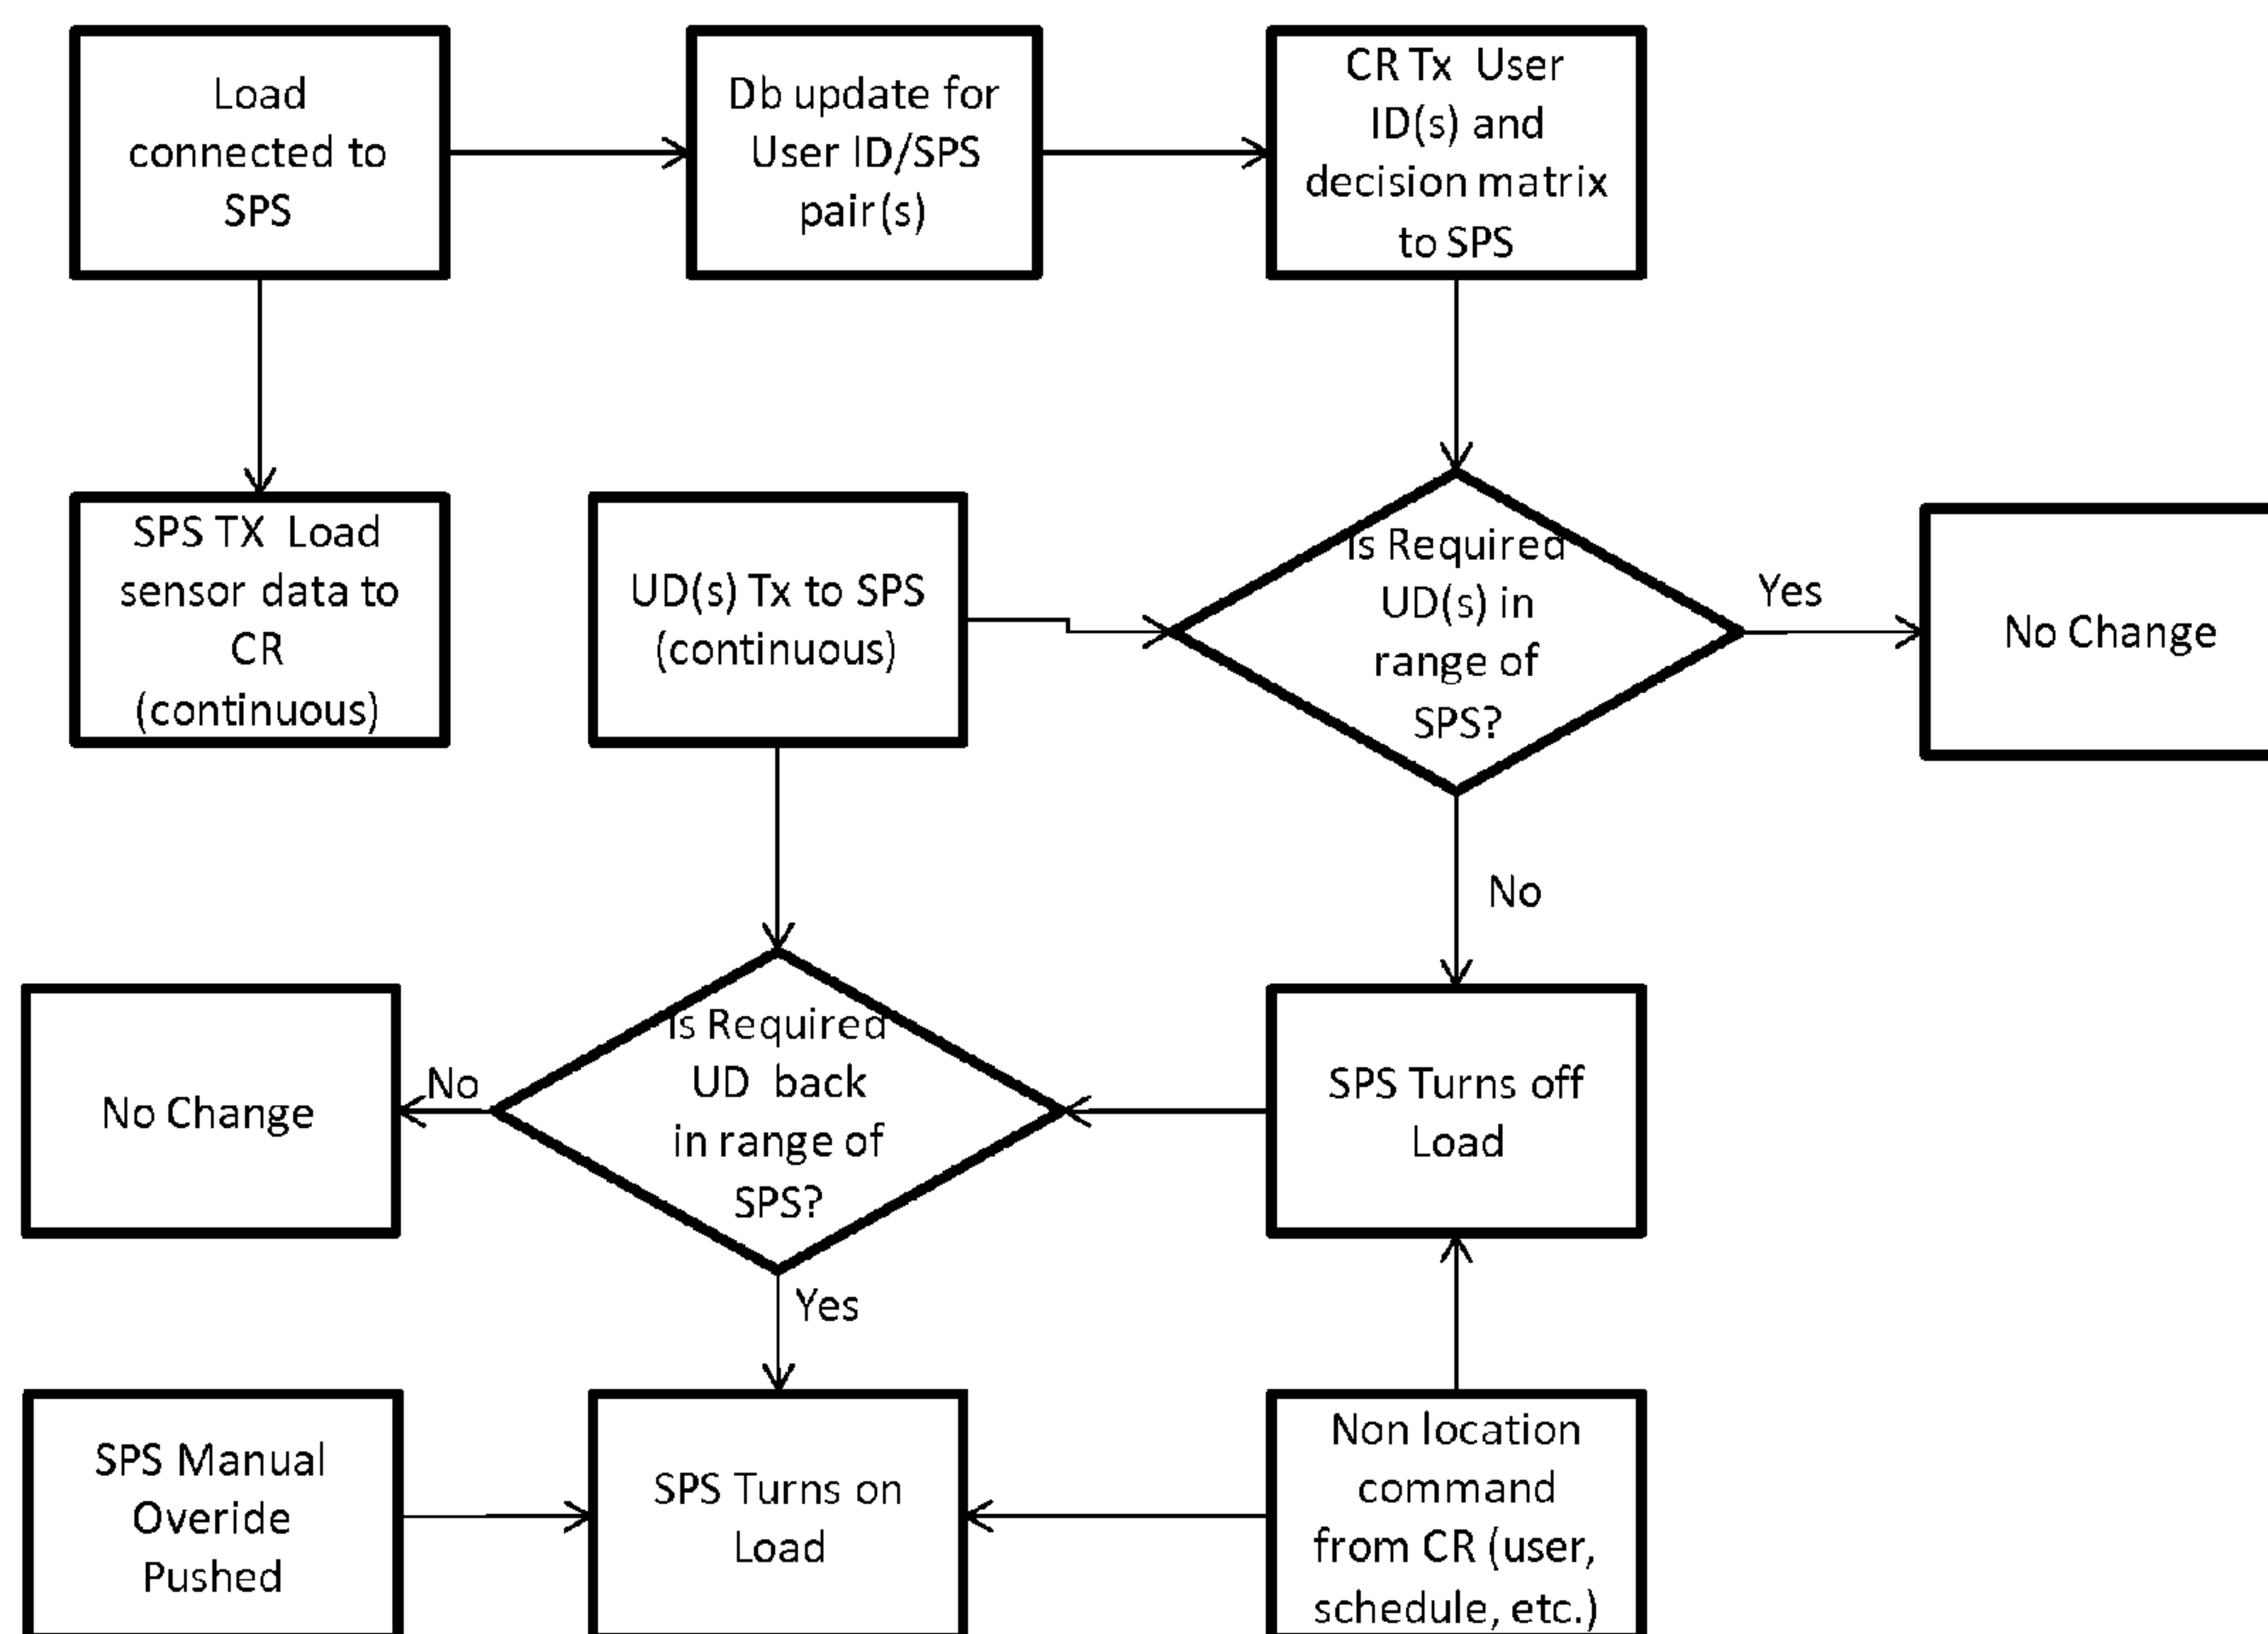 Load
connected to
SPS
Db update for
User ID/SPS
pair(s)
CR Tx User
ID(s) and
decision matrix
to SPS
SPS TX Load
sensor data to
CR
(continuous)
UD(s) Tx to SPS
(continuous)
Is Required
UD(s) in
range of
SPS?
Yes
No Change
No
No Change
No
Is Required
UD back
in range of
SPS?
SPS Turns off
Load
Yes
SPS Manual
Overide
Pushed
SPS Turns on
Load
Non location
command
from CR (user,
schedule, etc.)